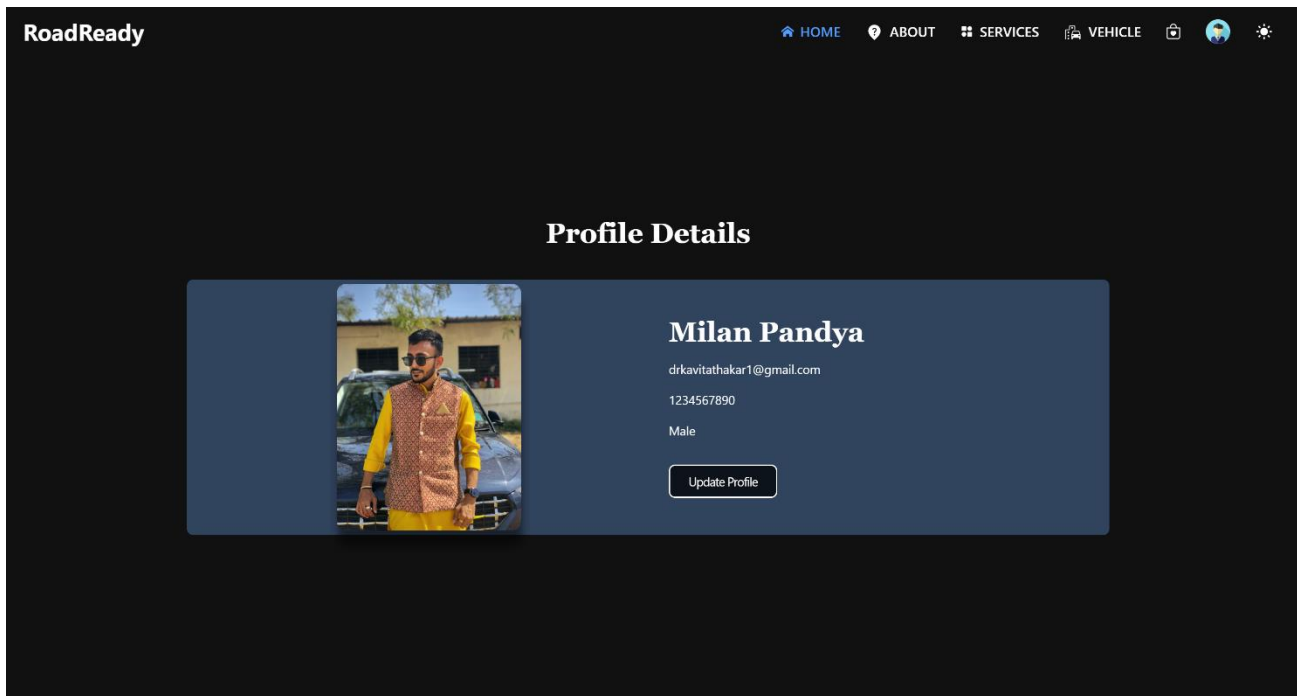 RoadReady
HOME ABOUT SERVICES VEHICLE
Profile Details
Milan Pandya
drkavitathakar1@gmail.com
1234567890
Male
Update Profile